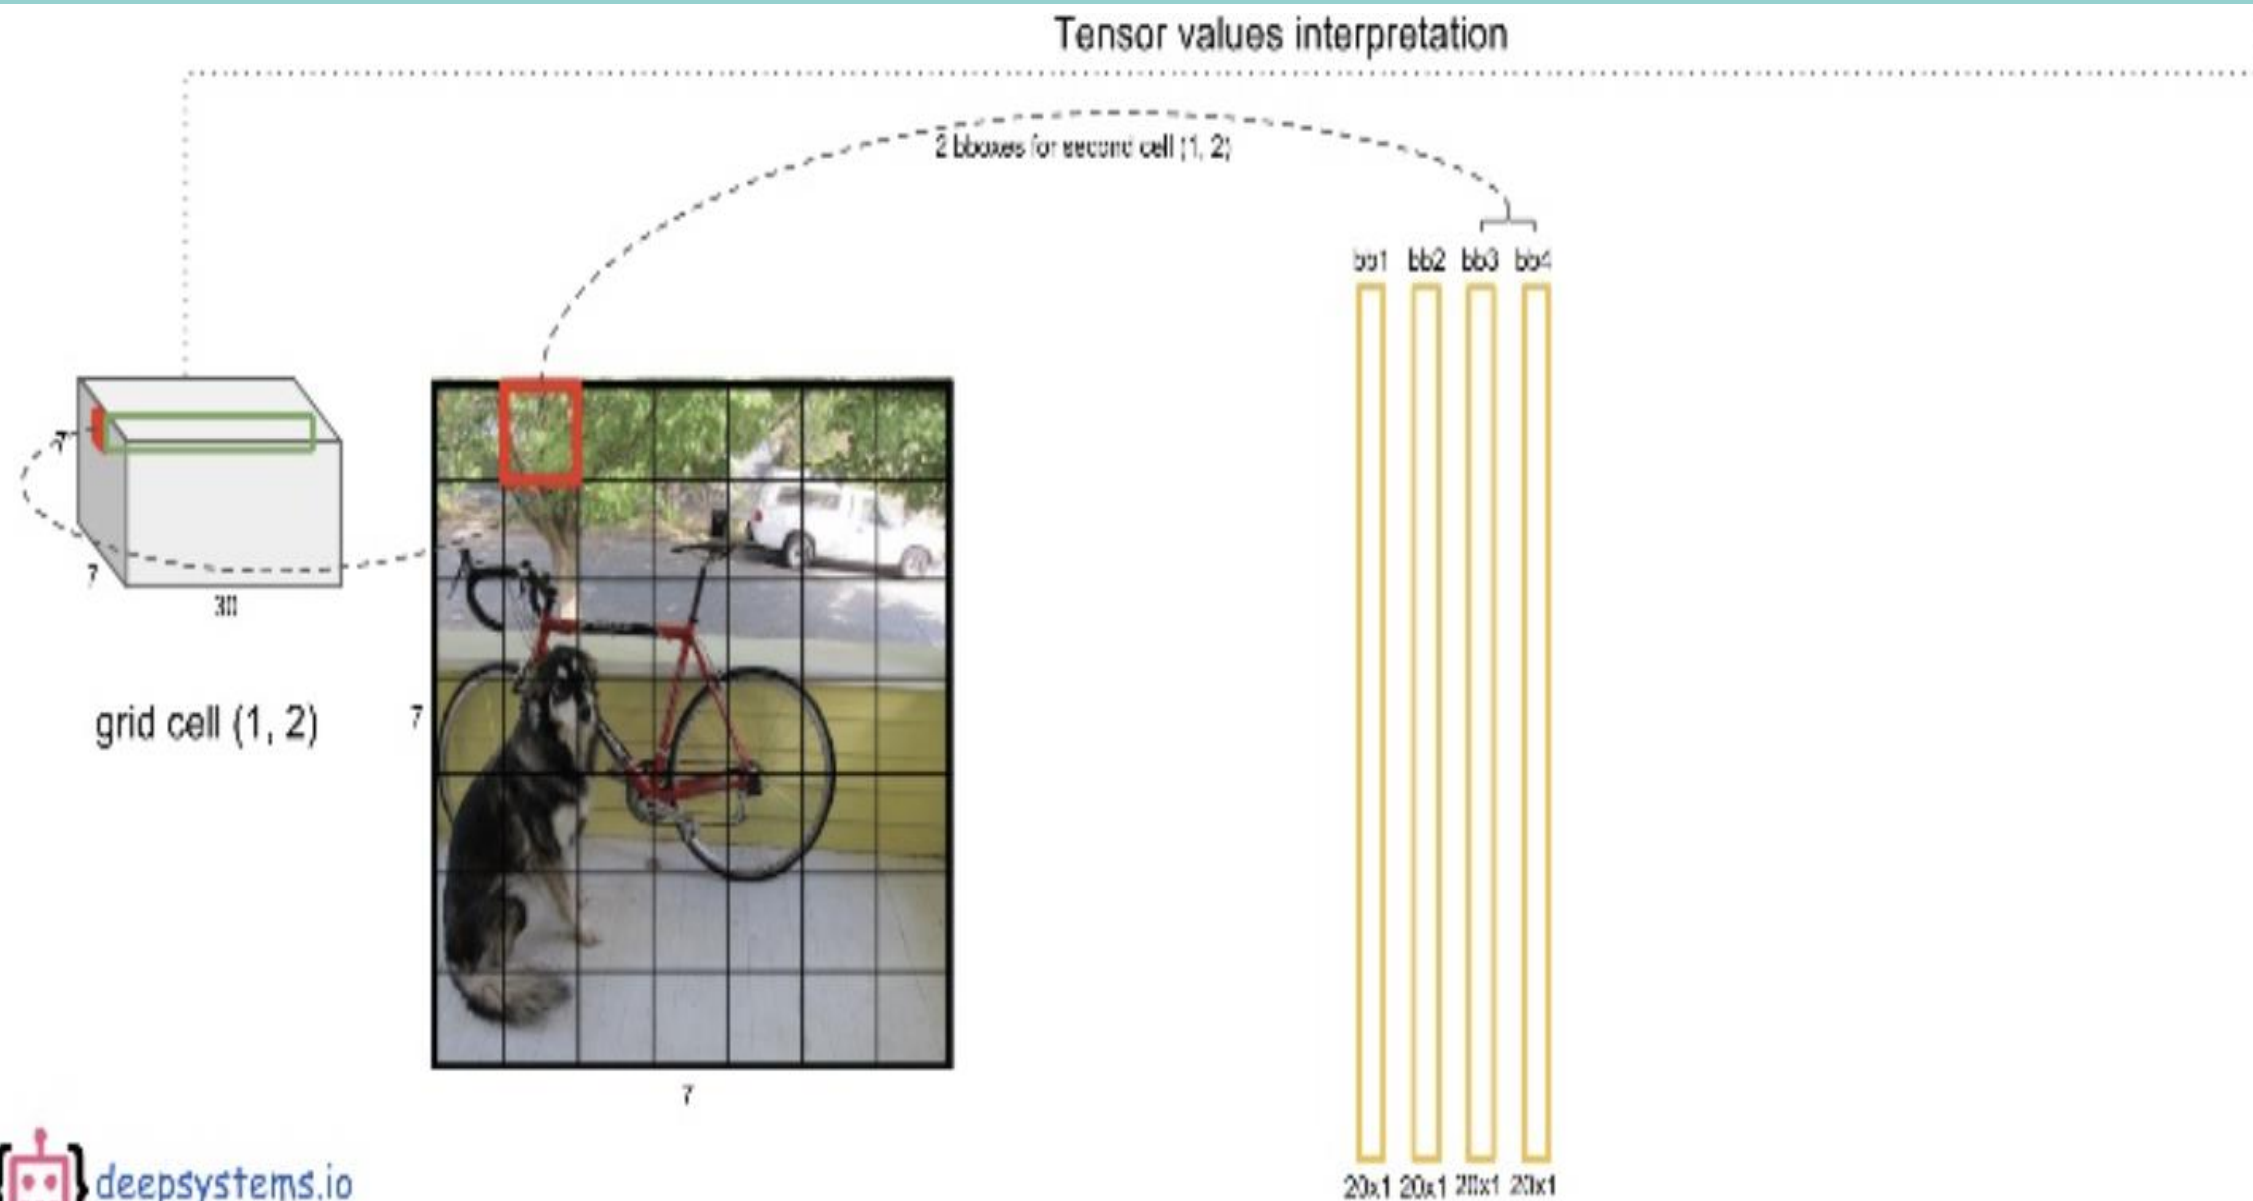 Tensor values interpretation
2 bboxes for second cell (1, 2)
bb1 bb2 bb3 bb4
7
7
30
grid cell (1, 2)
7
7
20x1 20x1 20x1 20x1
deepsystems.io